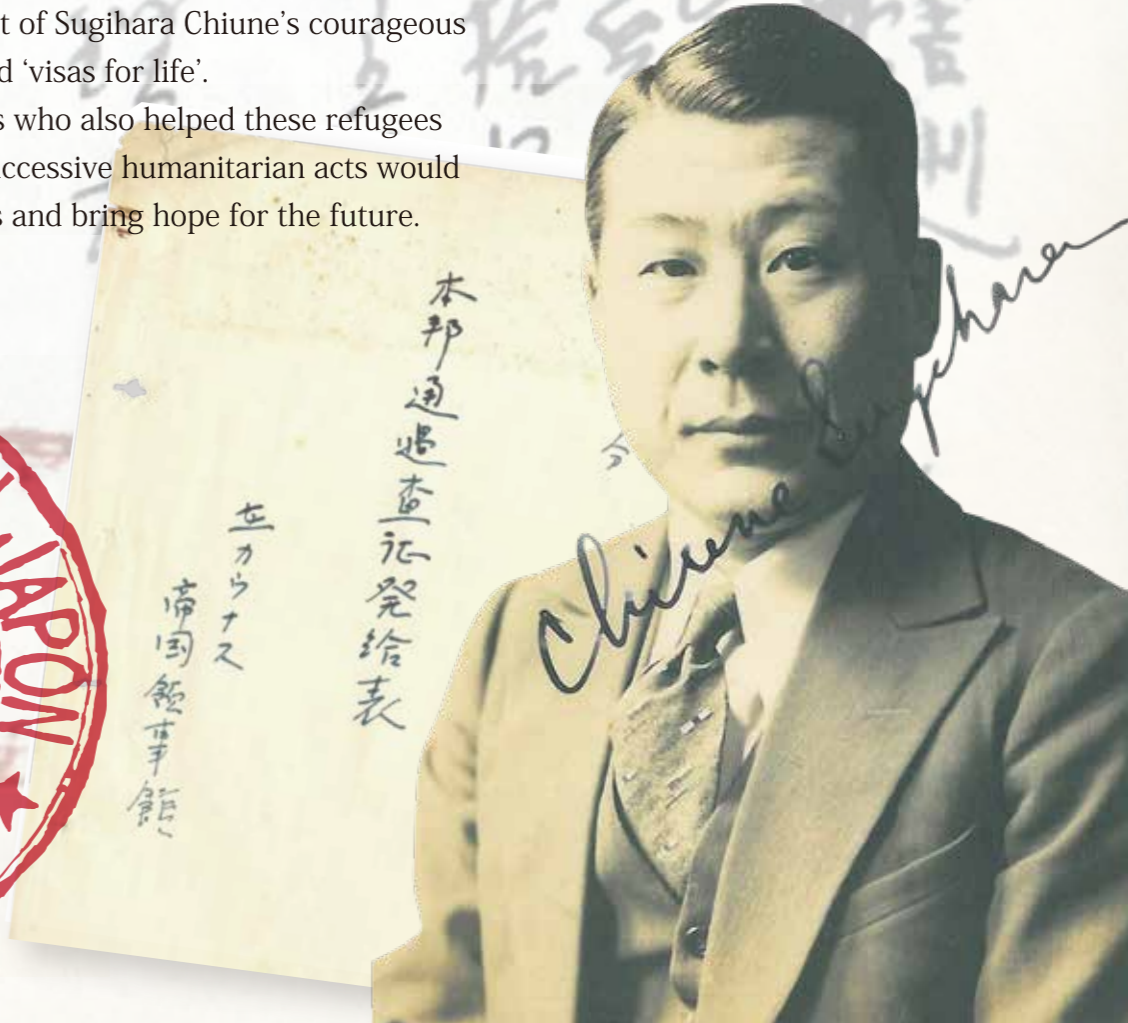 t of Sugihara Chiune’s courageous
d ‘visas for life’.
s who also helped these refugees
uccessive humanitarian acts would
s and bring hope for the future.
本邦通過査証発給表
在カウナス
帝国領事館
JAPON
Chiune Sugihara